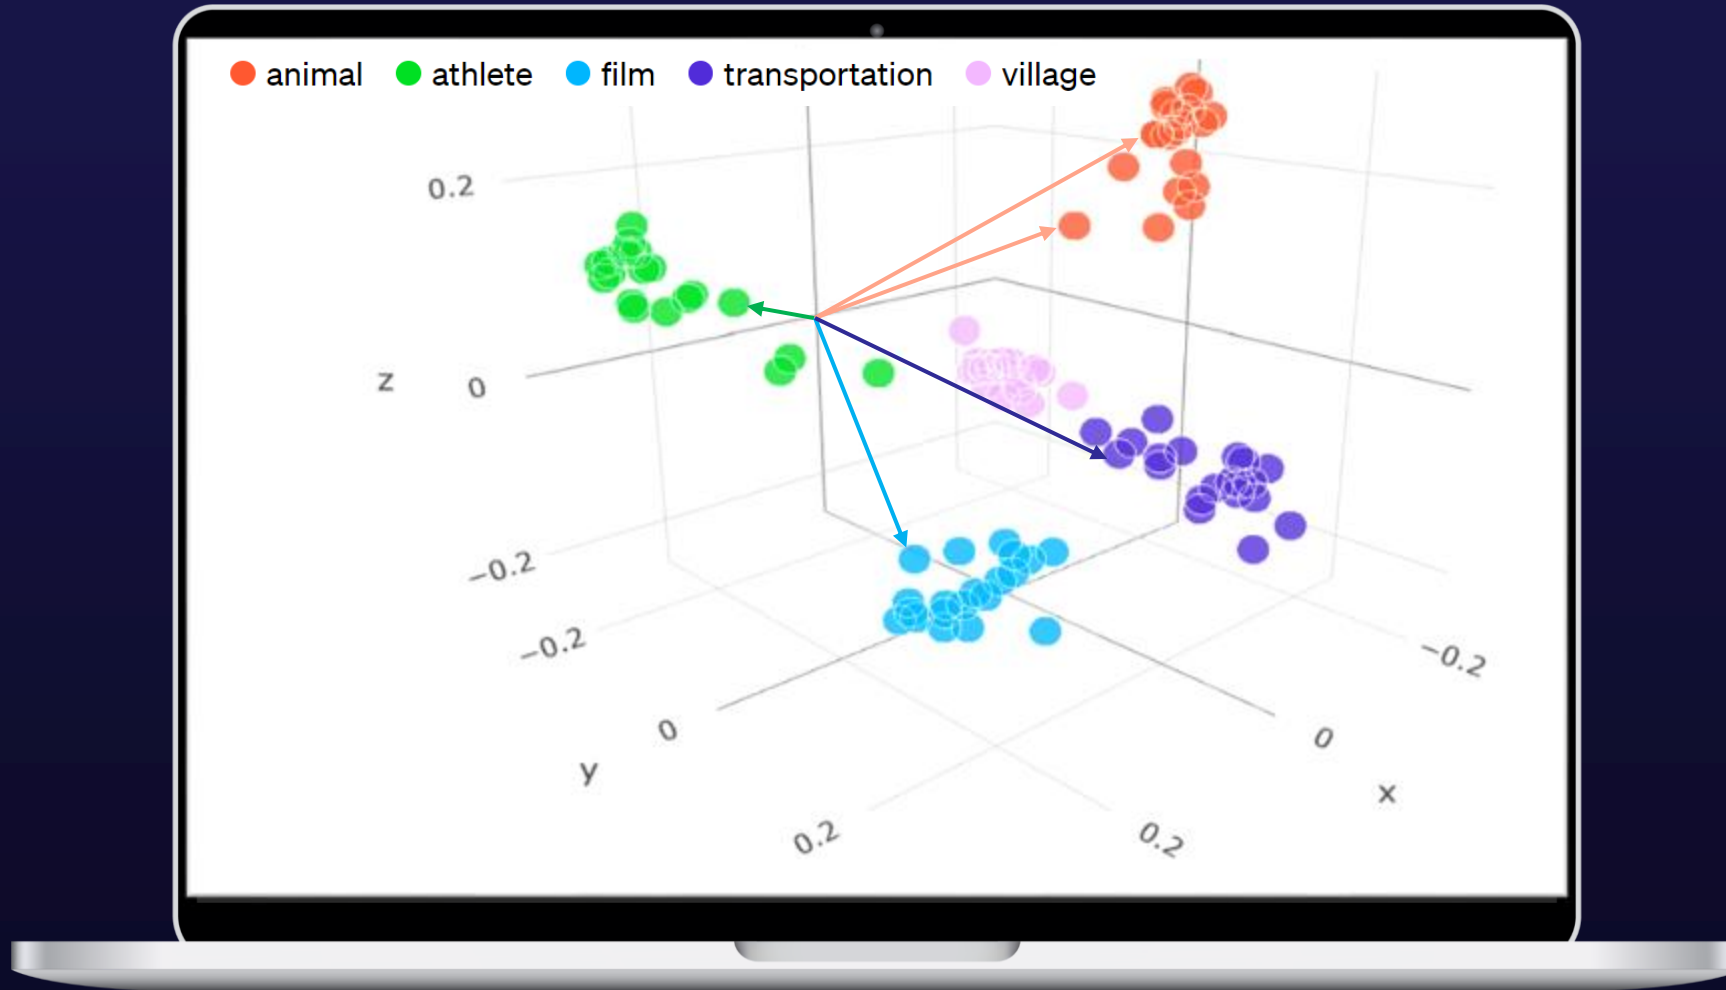 animal athlete film transportation village
0.2
z 0
−0.2
−0.2
−0.2
0 0
y x
0.2 0.2